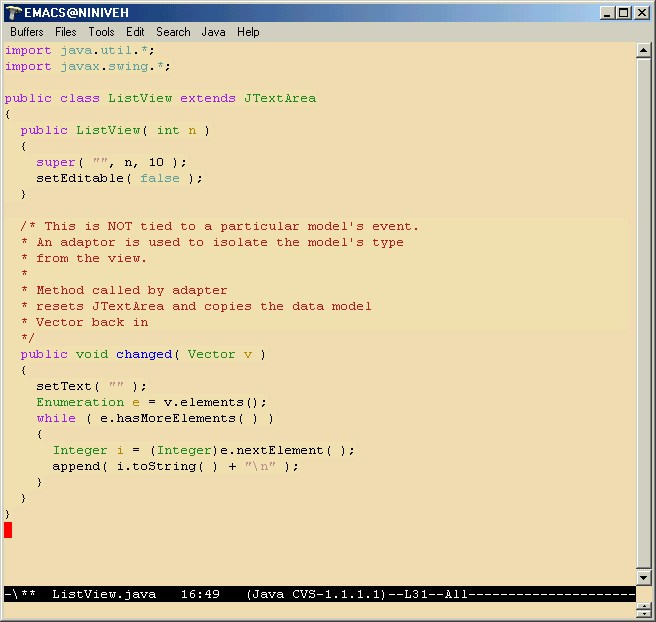 EMACS@NINIVEH
Buffers Files Tools Edit Search Java Help
import java.util.*;
import javax.swing.*;

public class ListView extends JTextArea
{
  public ListView( int n )
  {
    super( "", n, 10 );
    setEditable( false );
  }

  /* This is NOT tied to a particular model's event.
  * An adaptor is used to isolate the model's type
  * from the view.
  *
  * Method called by adapter
  * resets JTextArea and copies the data model
  * Vector back in
  */
  public void changed( Vector v )
  {
    setText( "" );
    Enumeration e = v.elements();
    while ( e.hasMoreElements( ) )
    {
      Integer i = (Integer)e.nextElement( );
      append( i.toString( ) + "\n" );
    }
  }
}
-\** ListView.java 16:49 (Java CVS-1.1.1.1)--L31--All---------------------